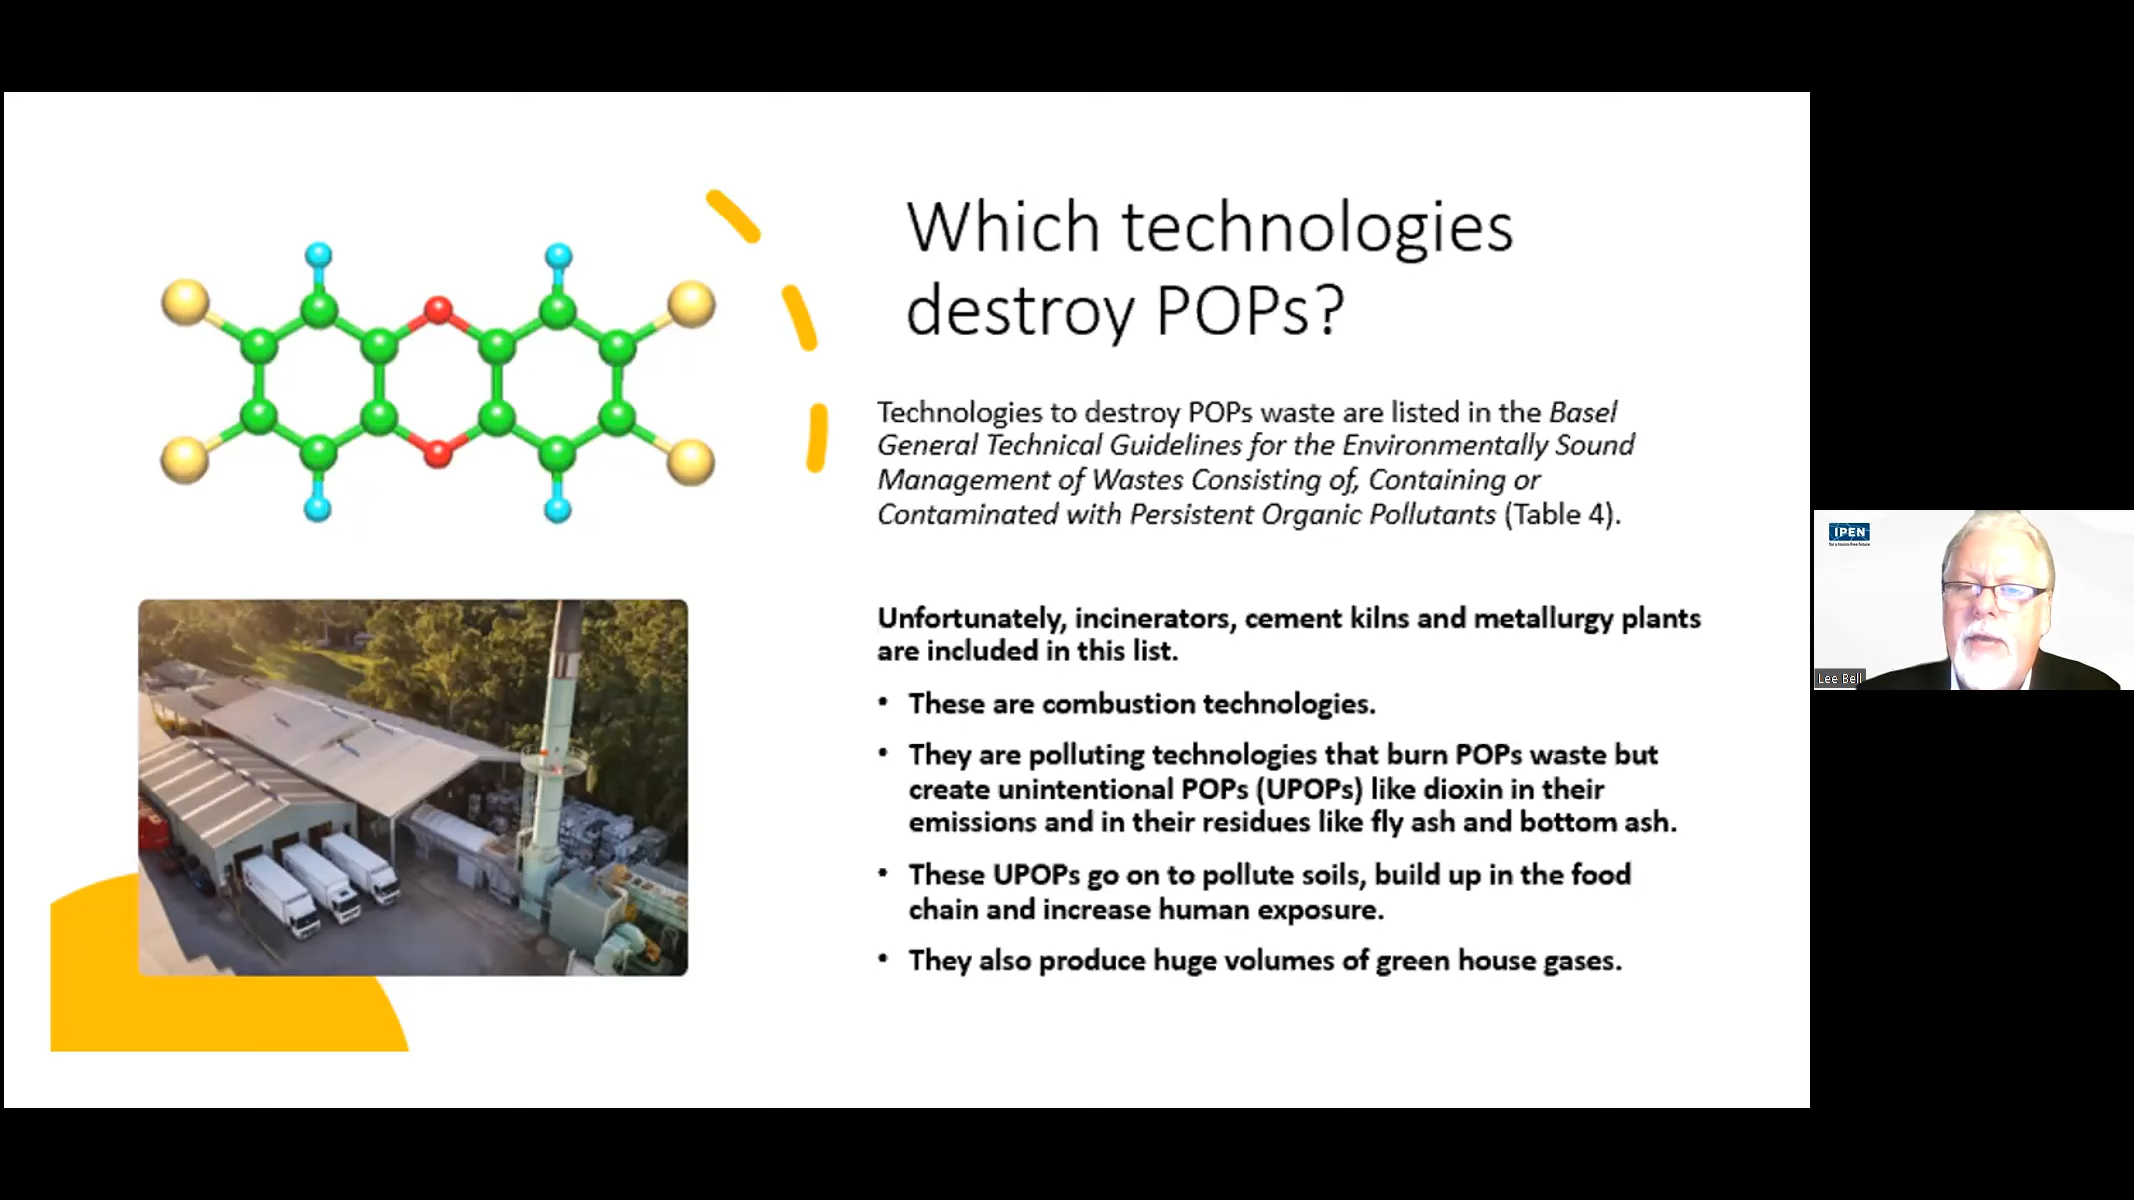 Which technologies
destroy POPs?
Technologies to destroy POPs waste are listed in the Basel
General Technical Guidelines for the Environmentally Sound
Management of Wastes Consisting of, Containing or
Contaminated with Persistent Organic Pollutants (Table 4).
Unfortunately, incinerators, cement kilns and metallurgy plants
are included in this list.
• These are combustion technologies.
• They are polluting technologies that burn POPs waste but
create unintentional POPs (UPOPs) like dioxin in their
emissions and in their residues like fly ash and bottom ash.
• These UPOPs go on to pollute soils, build up in the food
chain and increase human exposure.
• They also produce huge volumes of green house gases.
IPEN
for a toxics-free future
Lee Bell